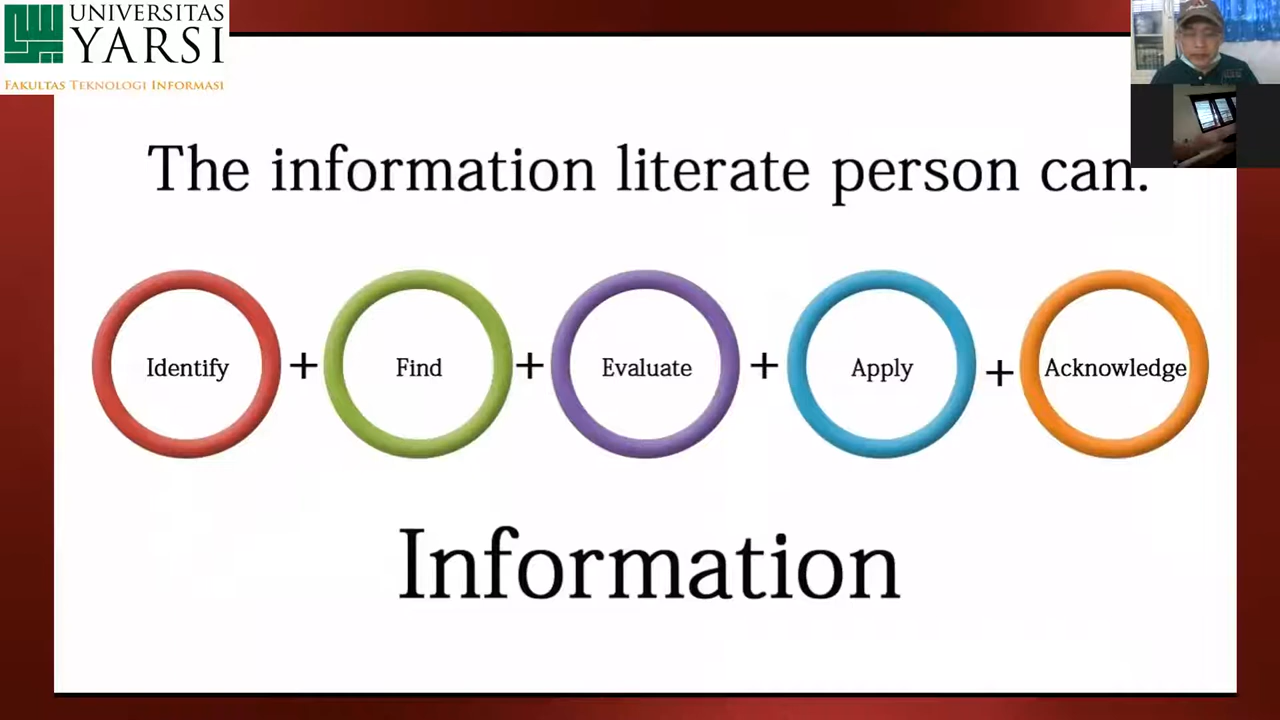 UNIVERSITAS
YARSI
FAKULTAS TEKNOLOGI INFORMASI
The information literate person can.
Identify + Find + Evaluate + Apply + Acknowledge
Information